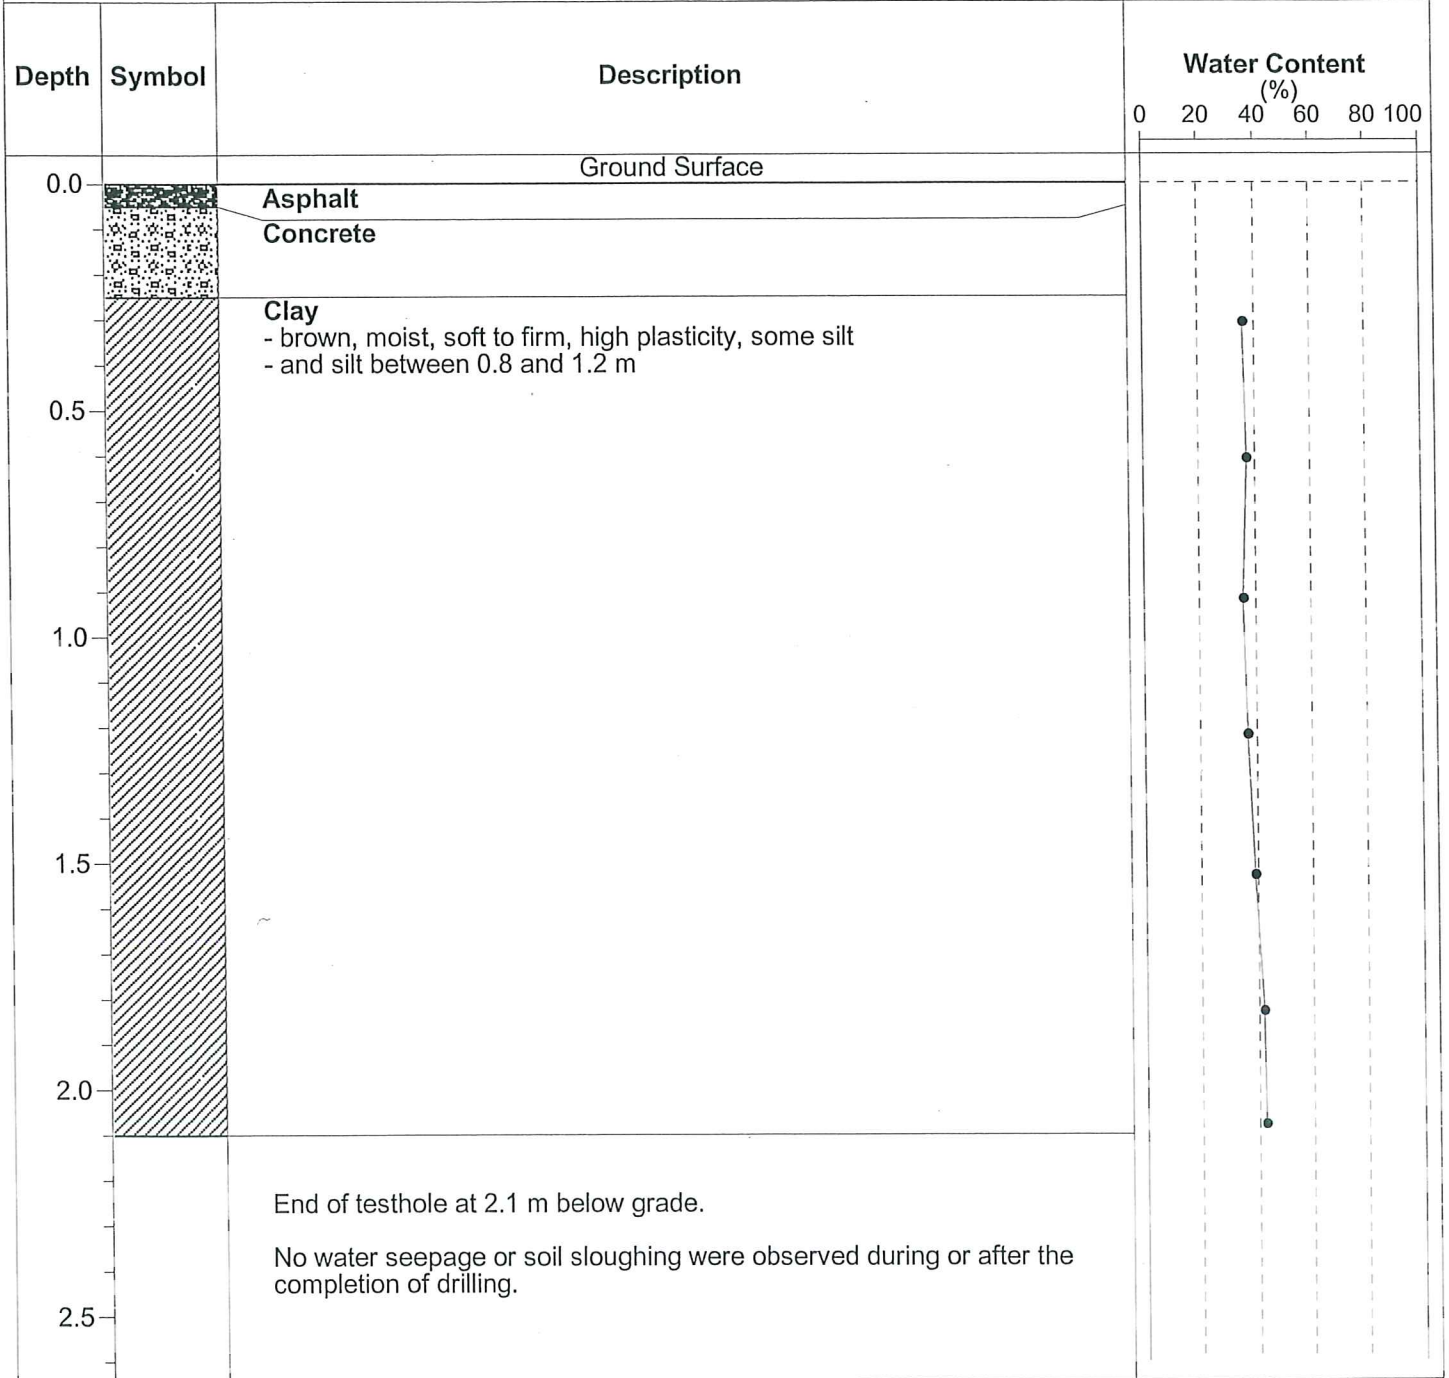 Depth Symbol Description Water Content
(%)
0 20 40 60 80 100
Ground Surface
0.0
Asphalt
Concrete
Clay
- brown, moist, soft to firm, high plasticity, some silt
- and silt between 0.8 and 1.2 m
0.5
1.0
1.5
2.0
End of testhole at 2.1 m below grade.
No water seepage or soil sloughing were observed during or after the
completion of drilling.
2.5